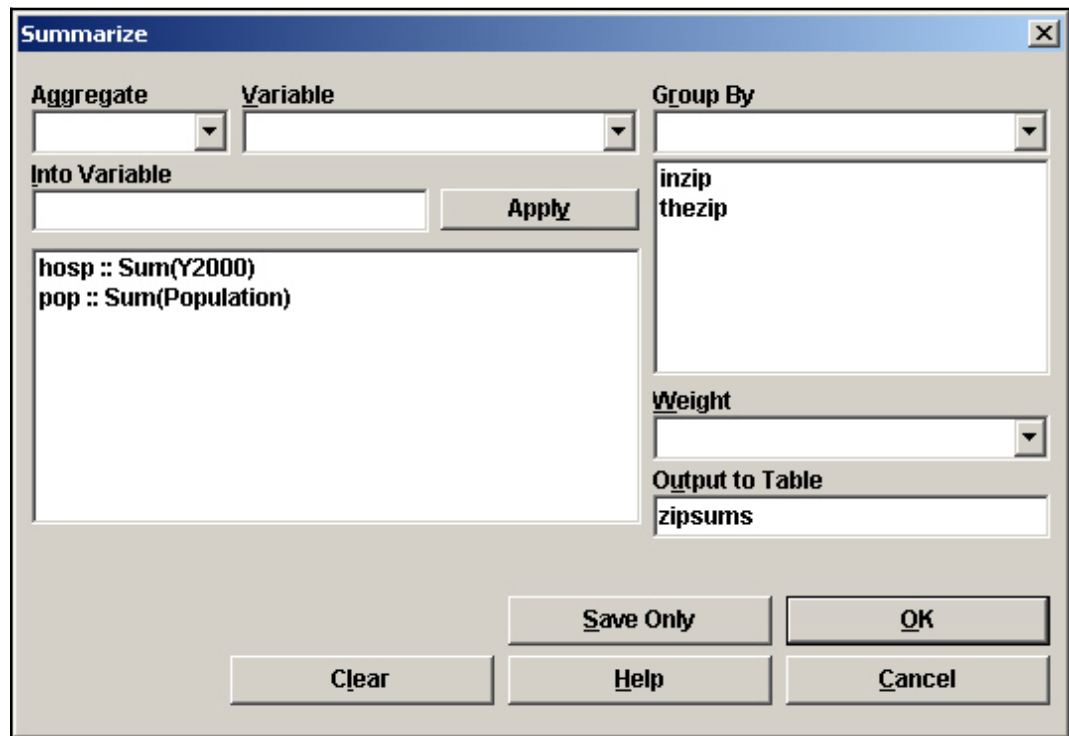 Summarize
Aggregate
Variable
Group By
Into Variable
Apply
inzip
thezip
hosp :: Sum(Y2000)
pop :: Sum(Population)
Weight
Output to Table
zipsums
Save Only
OK
Clear
Help
Cancel